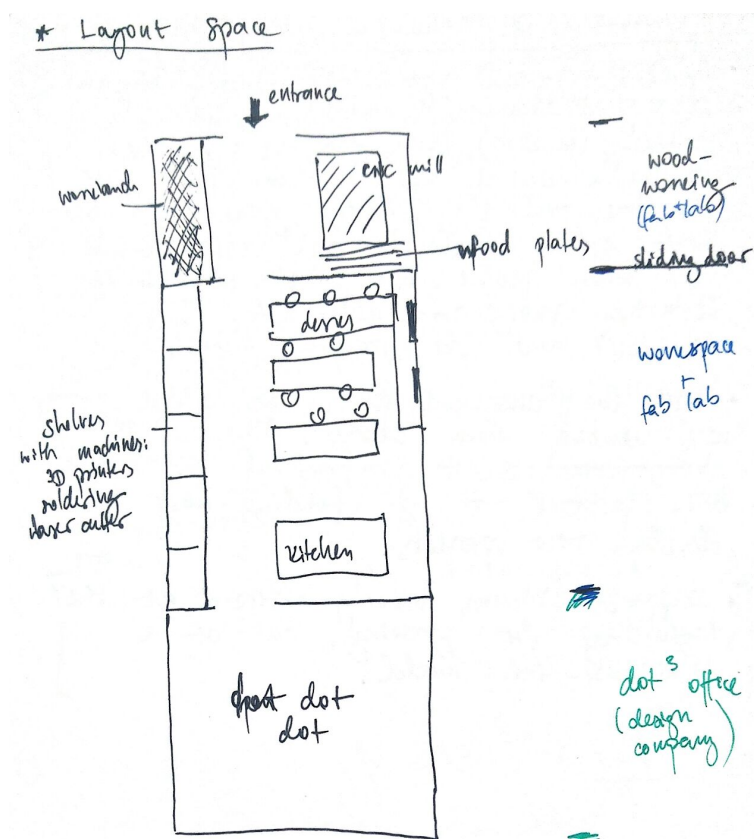 * Layout Space
entrance
workbench
cnc mill
wood plates
desks
shelves
with machines:
3D printers
soldering
laser cutter
kitchen
dot dot
dot
wood-
working
(fab lab)
sliding door
workspace
+
fab lab
dot³ office
(design
company)